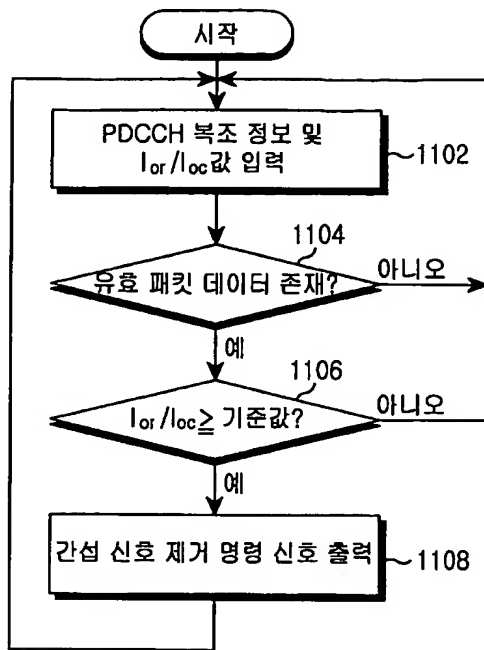 시작
PDCCH 복조 정보 및
Ior/Ioc값 입력
1102
1104
유효 패킷 데이터 존재?
아니오
예
1106
Ior/Ioc≧ 기준값?
아니오
예
간섭 신호 제거 명령 신호 출력
1108